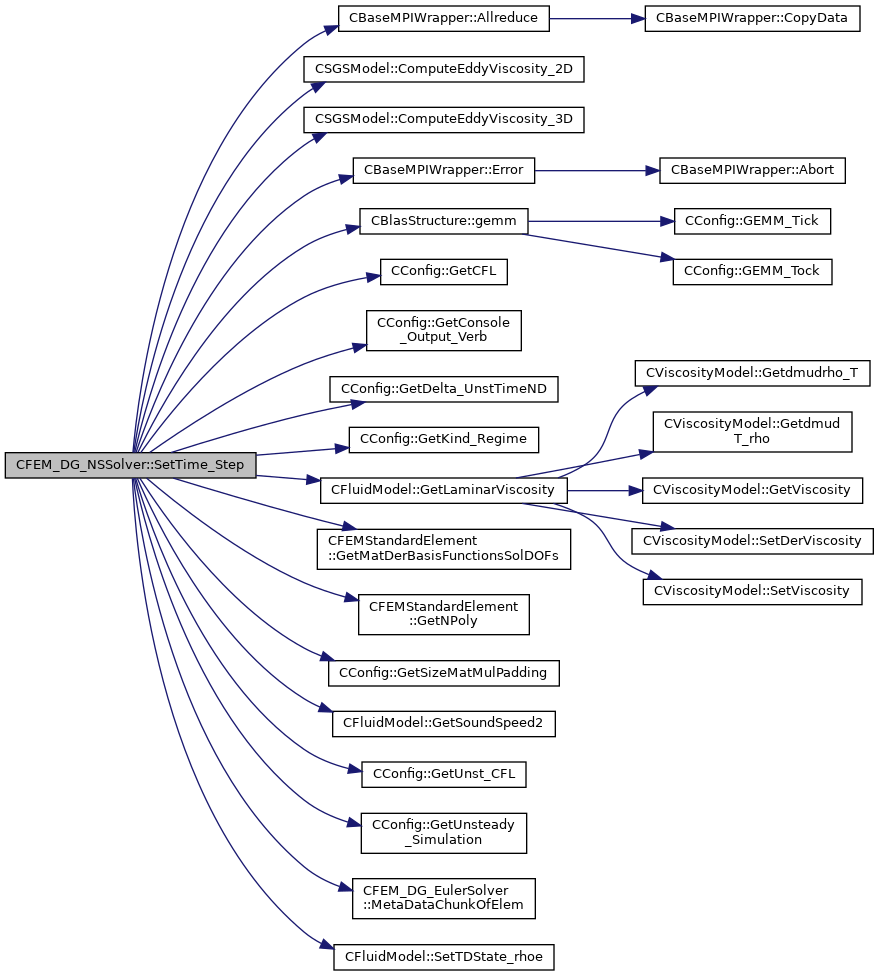 CFEM_DG_NSSolver::SetTime_Step
CBaseMPIWrapper::Allreduce
CBaseMPIWrapper::CopyData
CSGSModel::ComputeEddyViscosity_2D
CSGSModel::ComputeEddyViscosity_3D
CBaseMPIWrapper::Error
CBaseMPIWrapper::Abort
CBlasStructure::gemm
CConfig::GEMM_Tick
CConfig::GEMM_Tock
CConfig::GetCFL
CConfig::GetConsole
_Output_Verb
CConfig::GetDelta_UnstTimeND
CConfig::GetKind_Regime
CFluidModel::GetLaminarViscosity
CViscosityModel::Getdmudrho_T
CViscosityModel::Getdmud
T_rho
CViscosityModel::GetViscosity
CViscosityModel::SetDerViscosity
CViscosityModel::SetViscosity
CFEMStandardElement
::GetMatDerBasisFunctionsSolDOFs
CFEMStandardElement
::GetNPoly
CConfig::GetSizeMatMulPadding
CFluidModel::GetSoundSpeed2
CConfig::GetUnst_CFL
CConfig::GetUnsteady
_Simulation
CFEM_DG_EulerSolver
::MetaDataChunkOfElem
CFluidModel::SetTDState_rhoe